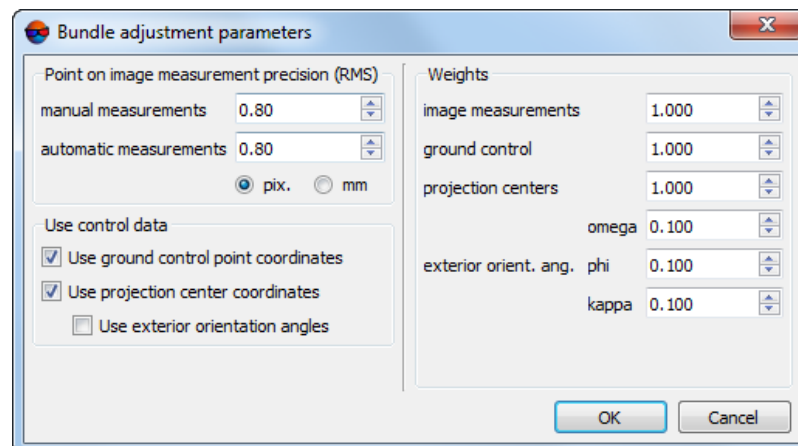 Bundle adjustment parameters
Point on image measurement precision (RMS)
manual measurements 0.80
automatic measurements 0.80
pix. mm
Use control data
Use ground control point coordinates
Use projection center coordinates
Use exterior orientation angles
Weights
image measurements 1.000
ground control 1.000
projection centers 1.000
omega 0.100
exterior orient. ang. phi 0.100
kappa 0.100
OK Cancel